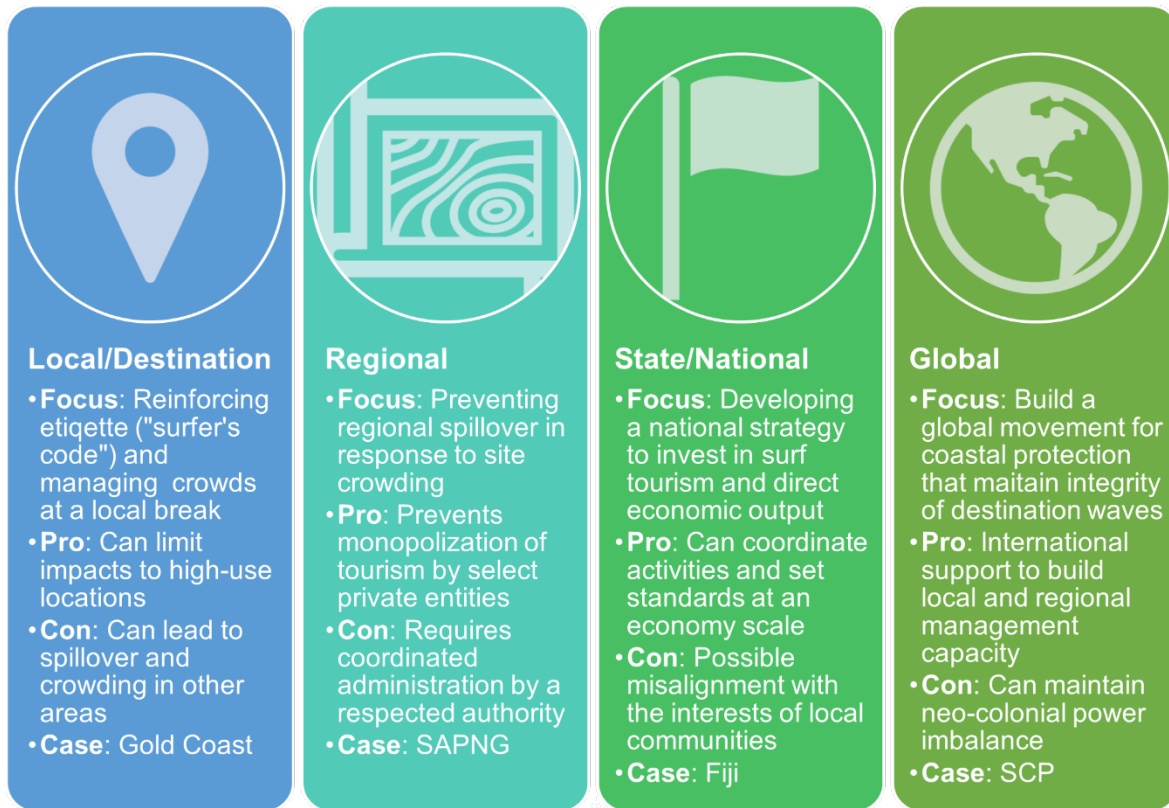 Local/Destination
•Focus: Reinforcing
etiqette ("surfer's
code") and
managing crowds
at a local break
•Pro: Can limit
impacts to high-use
locations
•Con: Can lead to
spillover and
crowding in other
areas
•Case: Gold Coast
Regional
•Focus: Preventing
regional spillover in
response to site
crowding
•Pro: Prevents
monopolization of
tourism by select
private entities
•Con: Requires
coordinated
administration by a
respected authority
•Case: SAPNG
State/National
•Focus: Developing
a national strategy
to invest in surf
tourism and direct
economic output
•Pro: Can coordinate
activities and set
standards at an
economy scale
•Con: Possible
misalignment with
the interests of local
communities
•Case: Fiji
Global
•Focus: Build a
global movement for
coastal protection
that maitain integrity
of destination waves
•Pro: International
support to build
local and regional
management
capacity
•Con: Can maintain
neo-colonial power
imbalance
•Case: SCP